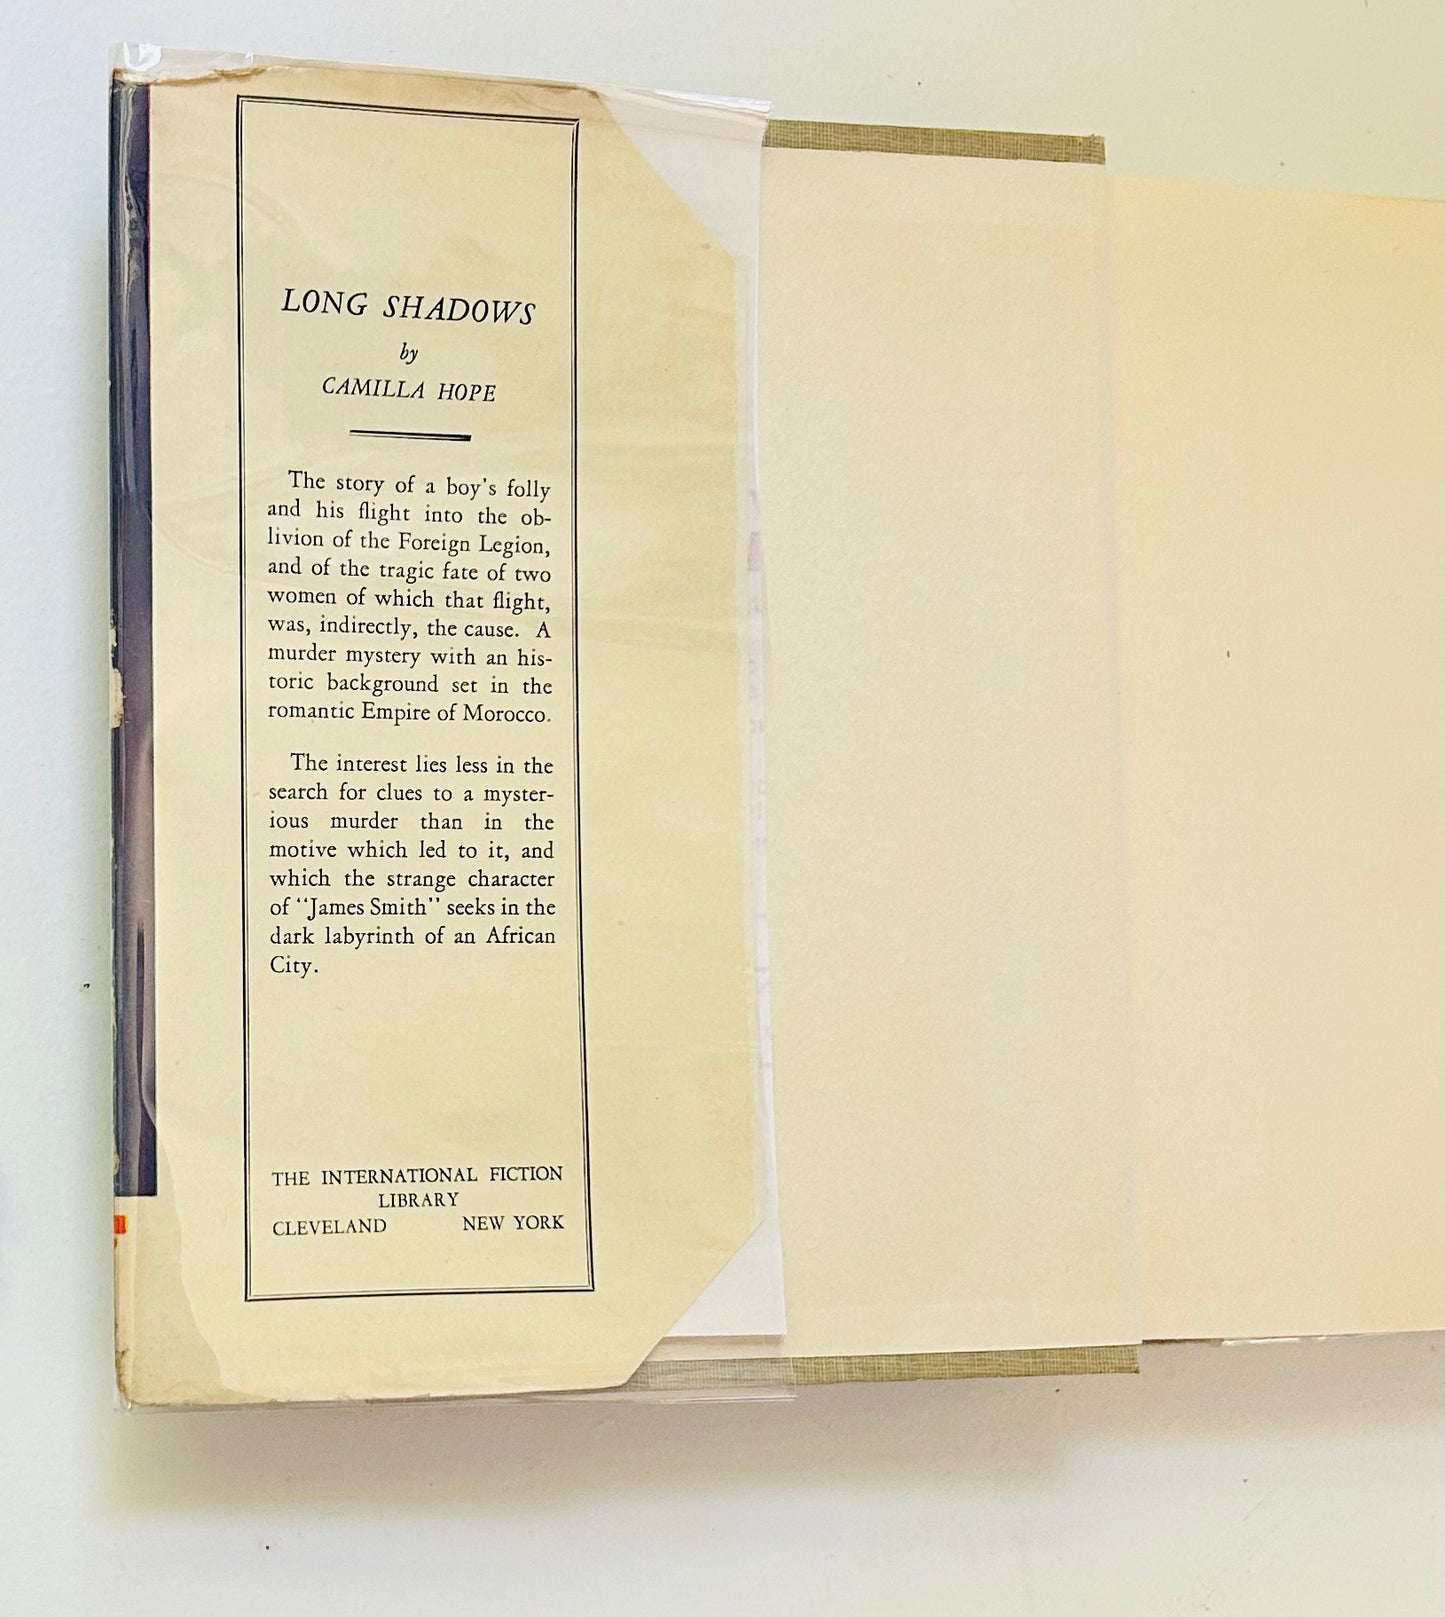 LONG SHADOWS
by
CAMILLA HOPE
The story of a boy's folly
and his flight into the ob-
livion of the Foreign Legion,
and of the tragic fate of two
women of which that flight,
was, indirectly, the cause. A
murder mystery with an his-
toric background set in the
romantic Empire of Morocco.
The interest lies less in the
search for clues to a myster-
ious murder than in the
motive which led to it, and
which the strange character
of "James Smith" seeks in the
dark labyrinth of an African
City.
THE INTERNATIONAL FICTION
LIBRARY
CLEVELAND NEW YORK